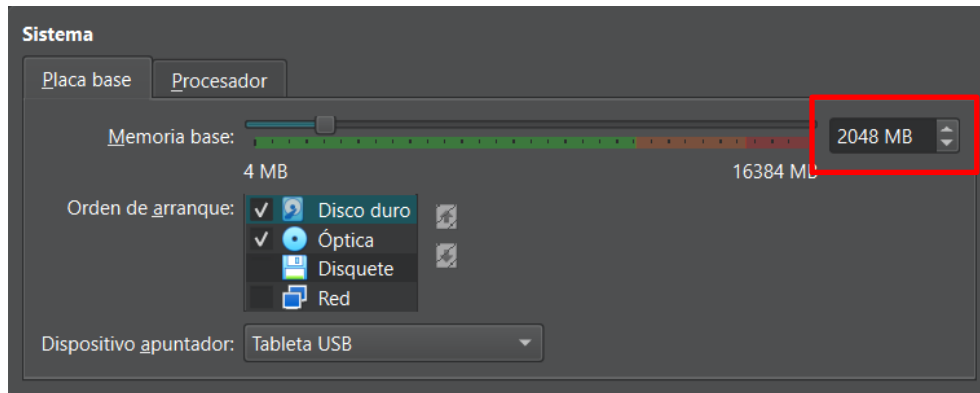 Sistema
Placa base Procesador
Memoria base: 2048 MB
4 MB 16384 MB
Orden de arranque: Disco duro
Óptica
Disquete
Red
Dispositivo apuntador: Tableta USB